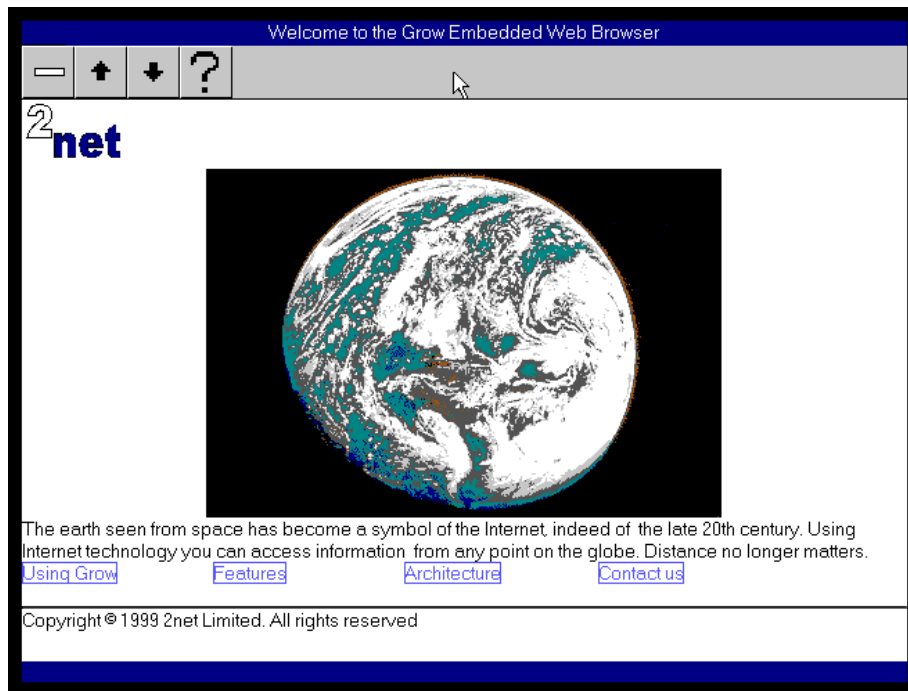 Welcome to the Grow Embedded Web Browser
?
2net
The earth seen from space has become a symbol of the Internet, indeed of the late 20th century. Using
Internet technology you can access information from any point on the globe. Distance no longer matters.
Using Grow Features Architecture Contact us
Copyright © 1999 2net Limited. All rights reserved